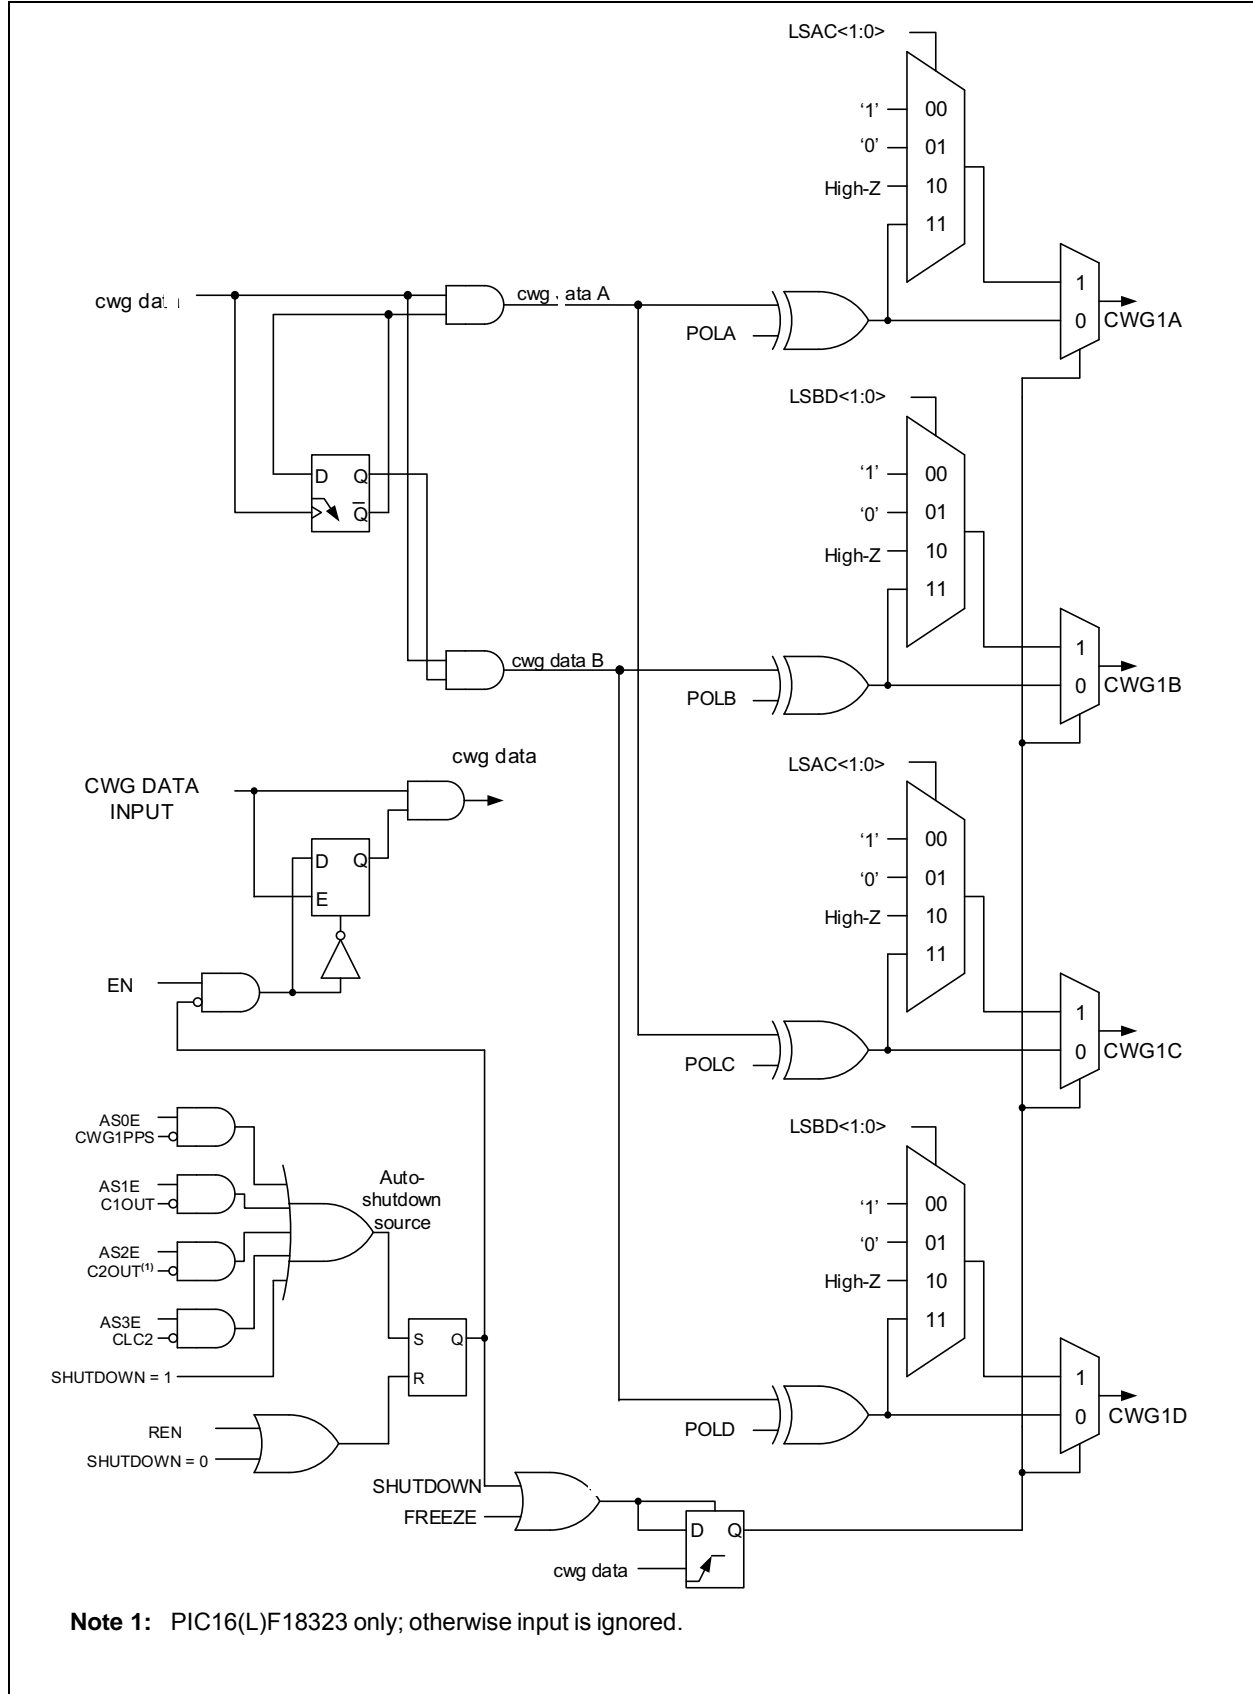 LSAC<1:0>
‘1’
00
‘0’
01
High-Z
10
11
1
0
CWG1A
cwg data A
POLA
LSBD<1:0>
‘1’
00
‘0’
01
High-Z
10
11
1
0
CWG1B
D
Q
Q
cwg data B
POLB
cwg data
CWG DATA
INPUT
D
Q
E
EN
LSAC<1:0>
‘1’
00
‘0’
01
High-Z
10
11
1
0
CWG1C
POLC
AS0E
CWG1PPS
AS1E
C1OUT
AS2E
C2OUT(1)
AS3E
CLC2
SHUTDOWN = 1
Auto-
shutdown
source
S
Q
R
REN
SHUTDOWN = 0
LSBD<1:0>
‘1’
00
‘0’
01
High-Z
10
11
1
0
CWG1D
POLD
SHUTDOWN
FREEZE
D
Q
cwg data
Note 1: PIC16(L)F18323 only; otherwise input is ignored.